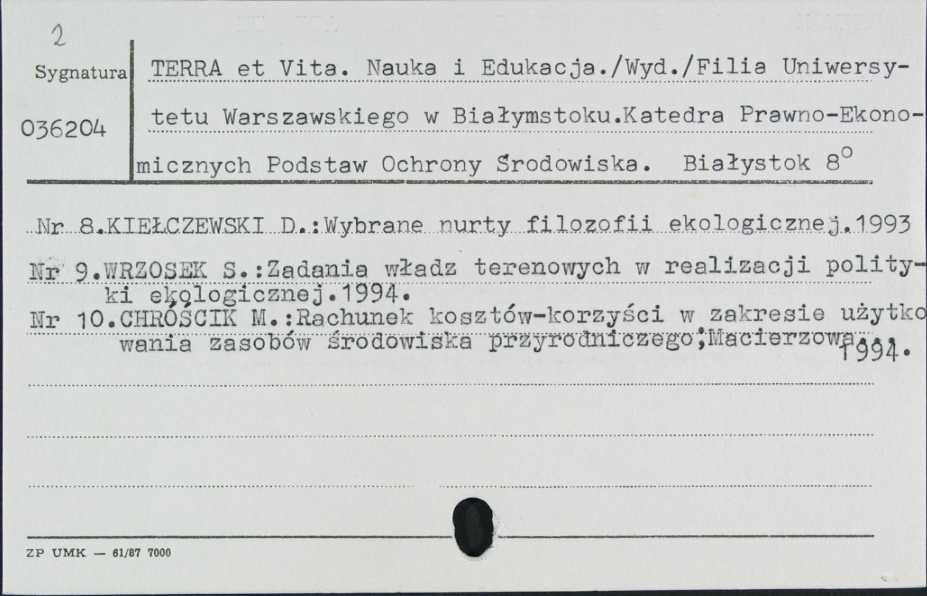 2
Sygnatura
036204
TERRA et Vita. Nauka i Edukacja./Wyd./Filia Uniwersy-
tetu Warszawskiego w Białymstoku.Katedra Prawno-Ekono-
micznych Podstaw Ochrony Środowiska. Białystok 8°
Nr 8.KIEŁCZEWSKI D.:Wybrane nurty filozofii ekologicznej.1993
Nr 9.WRZOSEK S.:Zadania władz terenowych w realizacji polity-
ki ekologicznej.1994.
Nr 10.CHRÓŚCIK M.:Rachunek kosztów-korzyści w zakresie użytko
wania zasobów środowiska przyrodniczego;Macierzowa...
1994.
ZP UMK — 61/87 7000